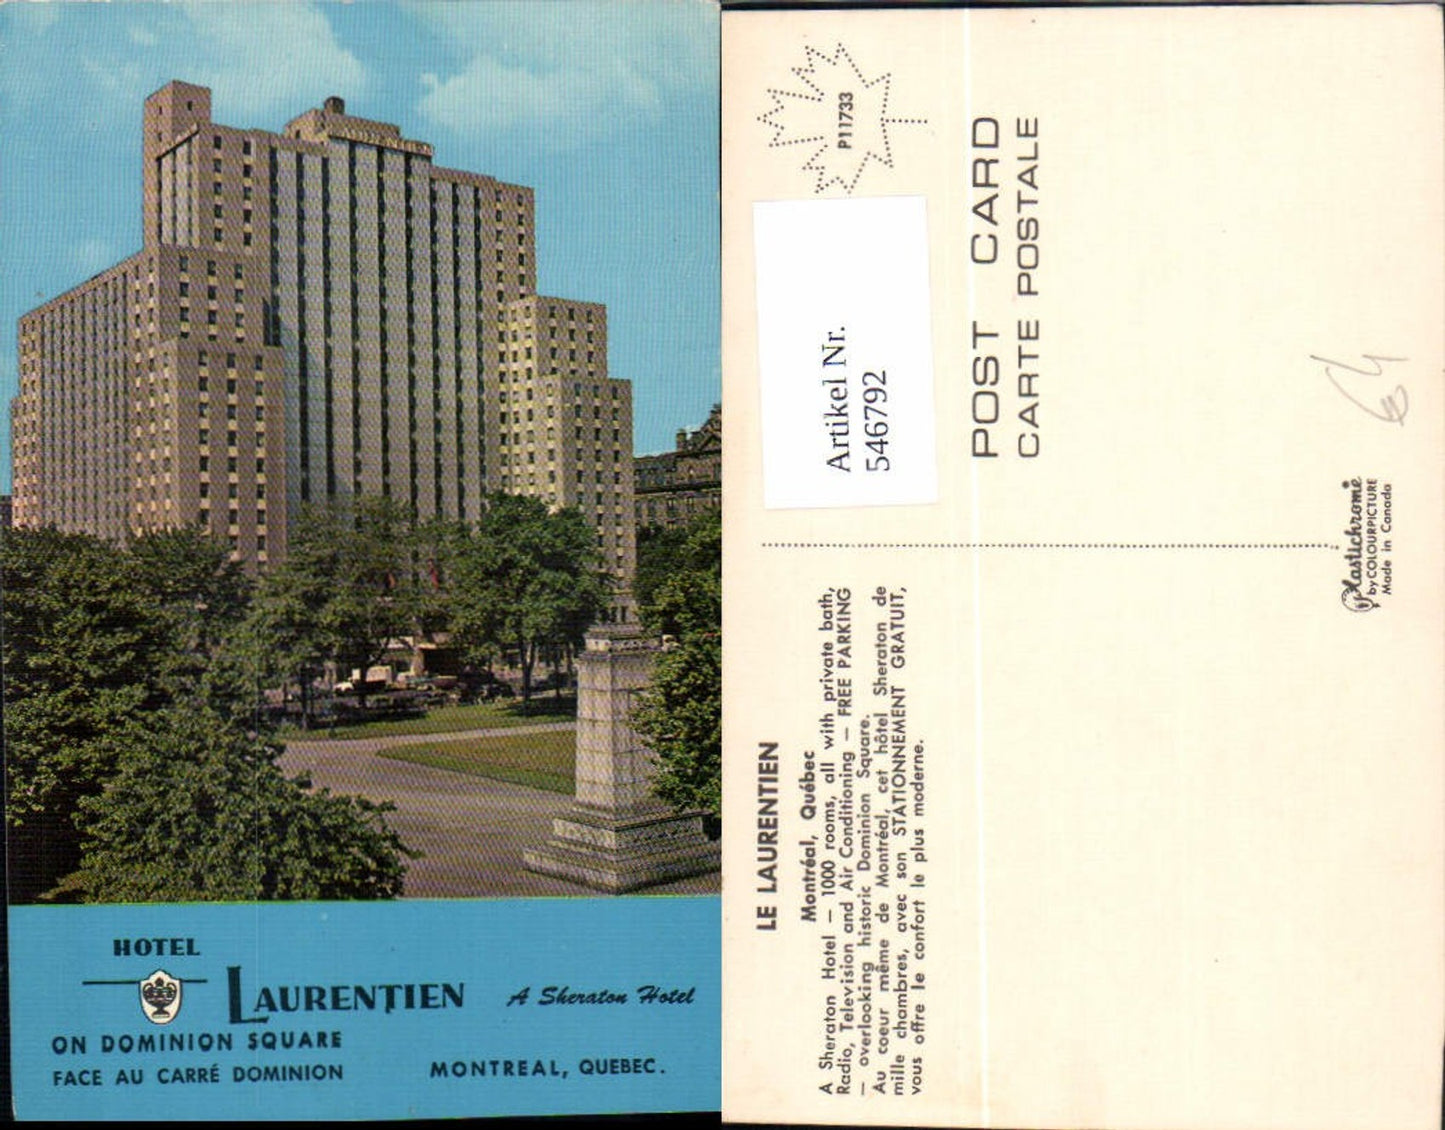 HOTEL
LAURENTIEN
A Sheraton Hotel
ON DOMINION SQUARE
FACE AU CARRÉ DOMINION
MONTREAL, QUEBEC.
P11733
POST CARD
CARTE POSTALE
Artikel Nr.
546792
64
Plastichrome
by COLOURPICTURE
Made in Canada
LE LAURENTIEN
Montréal, Québec
A Sheraton Hotel — 1000 rooms, all with private bath,
Radio, Television and Air Conditioning — FREE PARKING
— overlooking historic Dominion Square.
Au coeur même de Montréal, cet hôtel Sheraton de
mille chambres, avec son STATIONNEMENT GRATUIT,
vous offre le confort le plus moderne.